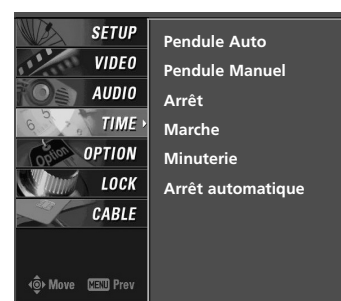 SETUP
VIDEO
AUDIO
TIME
OPTION
LOCK
CABLE
Pendule Auto
Pendule Manuel
Arrêt
Marche
Minuterie
Arrêt automatique
Option
Move MENU Prev